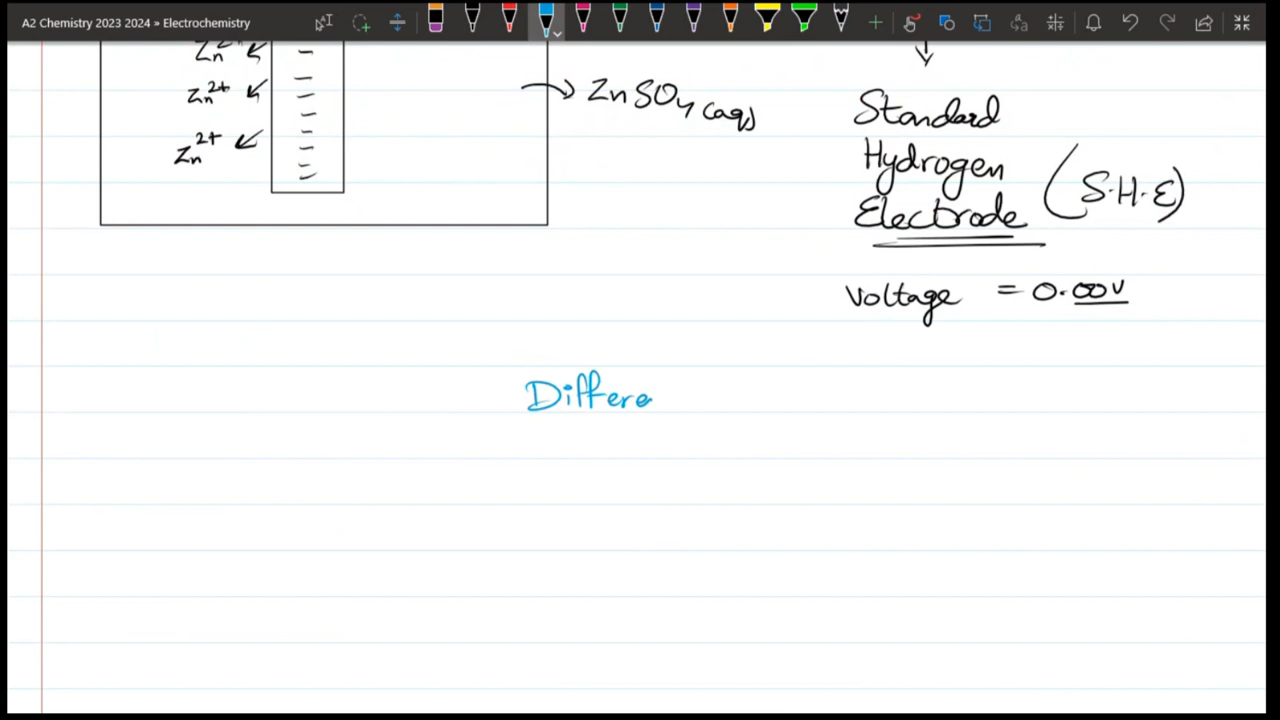 A2 Chemistry 2023 2024 » Electrochemistry
Zn2+
Zn2+
Zn2+
ZnSO4(aq)
Standard
Hydrogen
Electrode (S.H.E)
Voltage = 0.00V
Differe